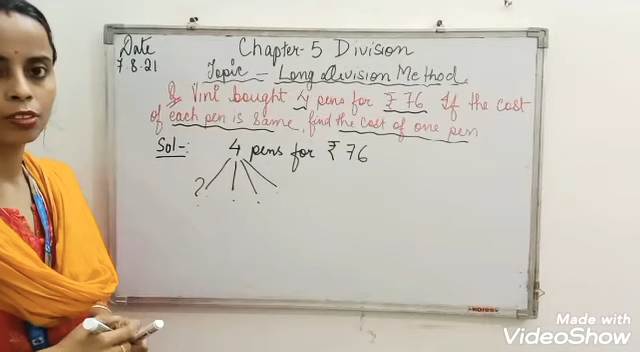 Date
7 8.21
Chapter-5 Division
Topic - Long Division Method.
Q. Vini bought 4 pens for ₹ 76 If the cost
of each pen is same, find the cost of one pen
Sol-:
4 pens for ₹ 76
?
kores
Made with
VideoShow